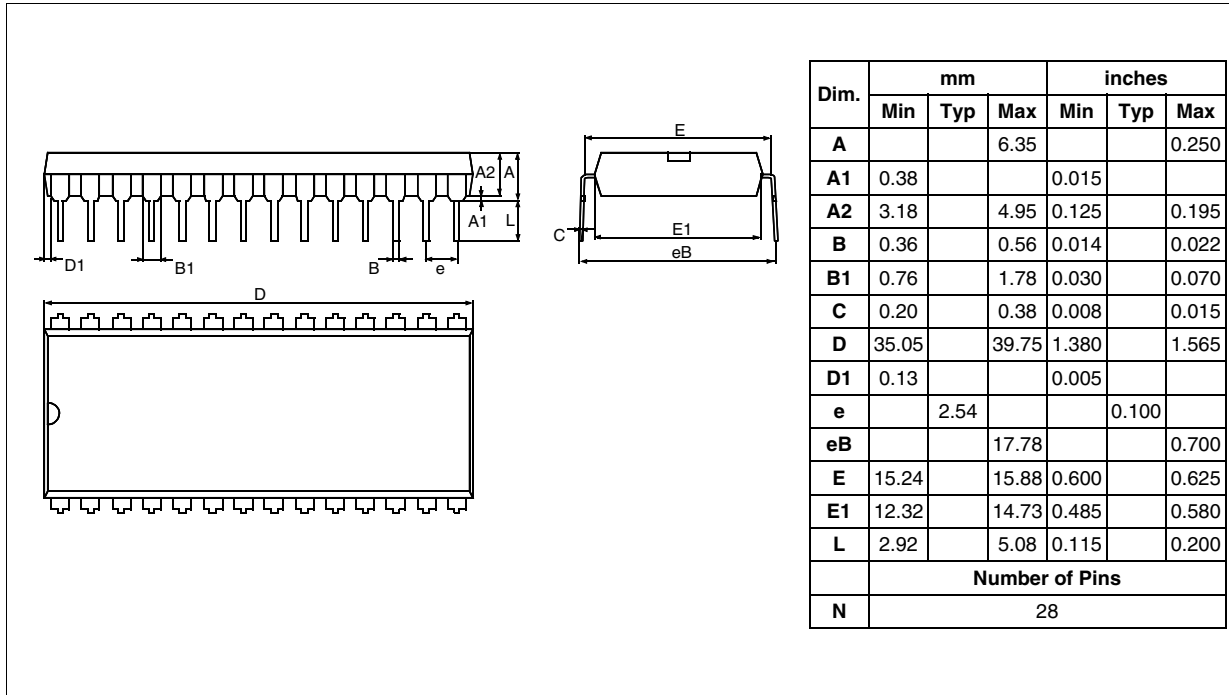 A2
A
A1
L
D1
B1
B
e
D
E
C
E1
eB
Dim. mm inches
Min Typ Max Min Typ Max
A 6.35 0.250
A1 0.38 0.015
A2 3.18 4.95 0.125 0.195
B 0.36 0.56 0.014 0.022
B1 0.76 1.78 0.030 0.070
C 0.20 0.38 0.008 0.015
D 35.05 39.75 1.380 1.565
D1 0.13 0.005
e 2.54 0.100
eB 17.78 0.700
E 15.24 15.88 0.600 0.625
E1 12.32 14.73 0.485 0.580
L 2.92 5.08 0.115 0.200
Number of Pins
N 28